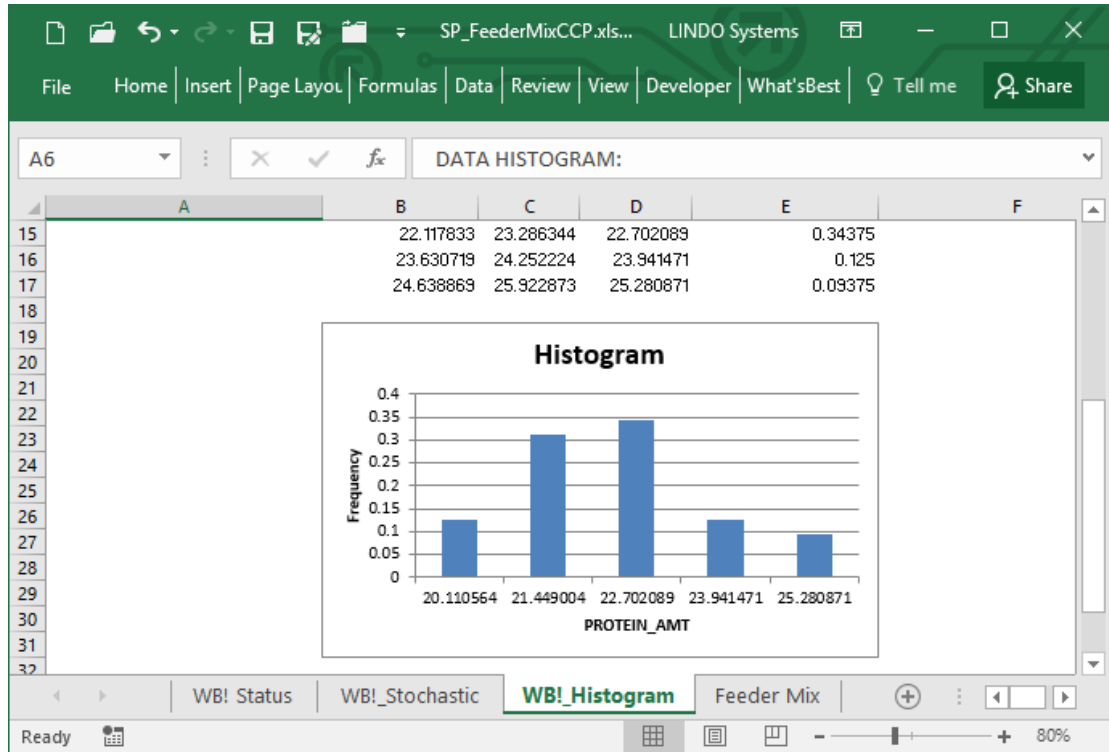 SP_FeederMixCCP.xls... LINDO Systems
File Home Insert Page Layou Formulas Data Review View Developer What'sBest Tell me Share
A6 fx DATA HISTOGRAM:
A B C D E F
15 22.117833 23.286344 22.702089 0.34375
16 23.630719 24.252224 23.941471 0.125
17 24.638869 25.922873 25.280871 0.09375
18
19
20
21
22
23
24
25
26
27
28
29
30
31
32
Histogram
0.4
0.35
0.3
0.25
0.2
0.15
0.1
0.05
0
Frequency
20.110564 21.449004 22.702089 23.941471 25.280871
PROTEIN_AMT
WB! Status WB!_Stochastic WB!_Histogram Feeder Mix
Ready 80%